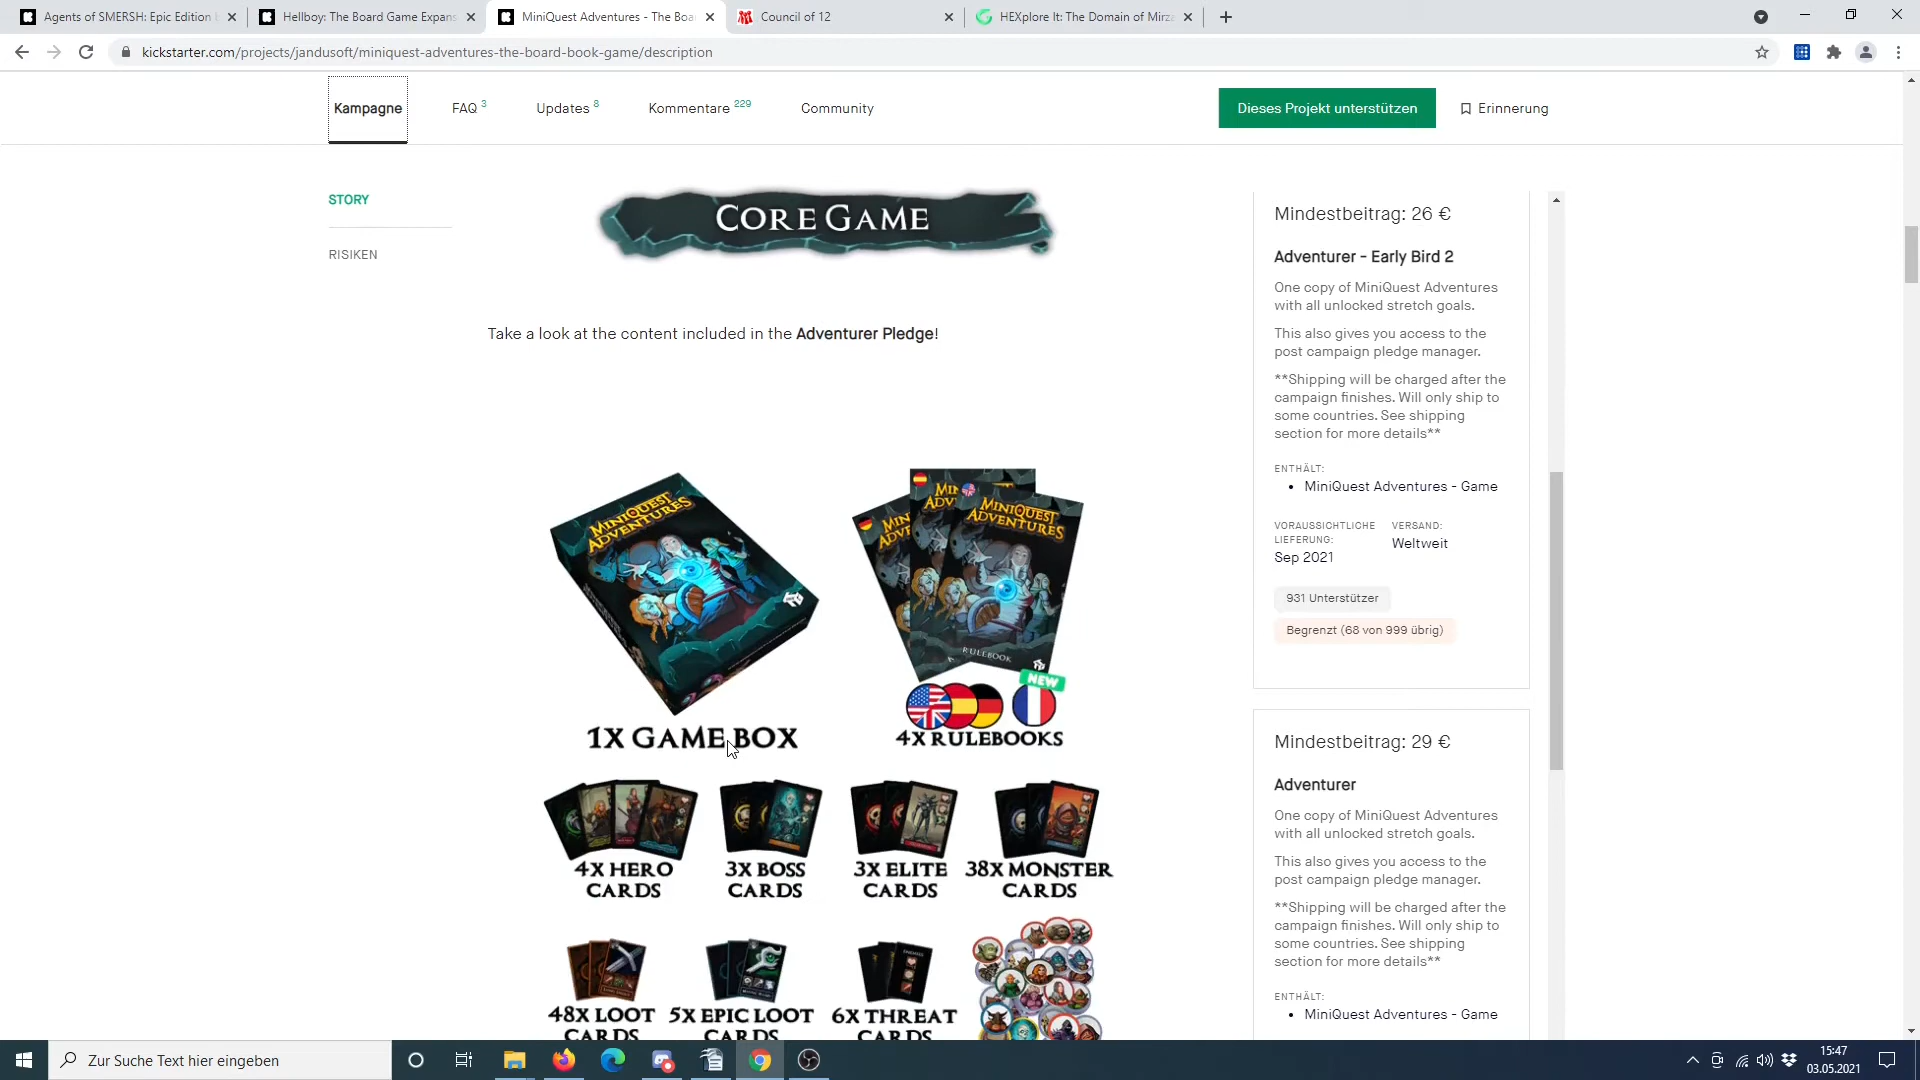 Agents of SMERSH: Epic Edition
Hellboy: The Board Game Expans
MiniQuest Adventures - The Boa
Council of 12
HEXplore It: The Domain of Mirz
kickstarter.com/projects/jandusoft/miniquest-adventures-the-board-book-game/description
Kampagne
FAQ 3
Updates 8
Kommentare 229
Community
Dieses Projekt unterstützen
Erinnerung
STORY
RISKEN
CORE GAME
Take a look at the content included in the Adventurer Pledge!
MINIQUEST
ADVENTURES
MINIQUEST
ADVENTURES
RULEBOOK
NEW
1X GAME BOX
4X RULEBOOKS
4X HERO
CARDS
3X BOSS
CARDS
3X ELITE
CARDS
38X MONSTER
CARDS
48X LOOT
CARDS
5X EPIC LOOT
CARDS
6X THREAT
CARDS
Mindestbeitrag: 26 €
Adventurer - Early Bird 2
One copy of MiniQuest Adventures
with all unlocked stretch goals.
This also gives you access to the
post campaign pledge manager.
**Shipping will be charged after the
campaign finishes. Will only ship to
some countries. See shipping
section for more details**
ENTHÄLT:
• MiniQuest Adventures - Game
VORAUSSICHTLICHE
LIEFERUNG:
Sep 2021
VERSAND:
Weltweit
931 Unterstützer
Begrenzt (68 von 999 übrig)
Mindestbeitrag: 29 €
Adventurer
One copy of MiniQuest Adventures
with all unlocked stretch goals.
This also gives you access to the
post campaign pledge manager.
**Shipping will be charged after the
campaign finishes. Will only ship to
some countries. See shipping
section for more details**
ENTHÄLT:
• MiniQuest Adventures - Game
Zur Suche Text hier eingeben
15:47
03.05.2021